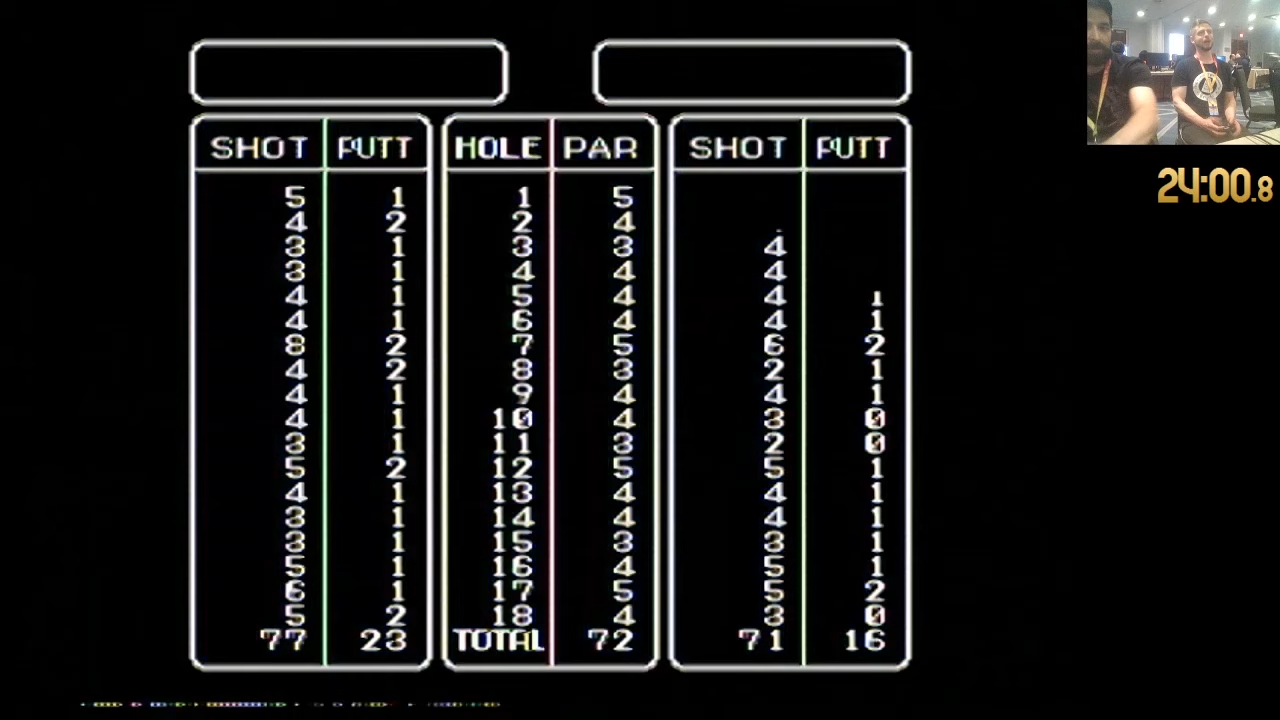 SHOT PUTT HOLE PAR SHOT PUTT
5 1 1 5
4 2 2 4
3 1 3 3 4
3 1 4 4 4
4 1 5 4 4 1
4 1 6 4 4 1
8 2 7 5 6 2
4 2 8 3 2 1
4 1 9 4 4 1
4 1 10 4 3 0
3 1 11 3 2 0
5 2 12 5 5 1
4 1 13 4 4 1
3 1 14 4 4 1
3 1 15 3 3 1
5 1 16 4 5 1
6 1 17 5 5 2
5 2 18 4 3 0
77 23 TOTAL 72 71 16
24:00.8